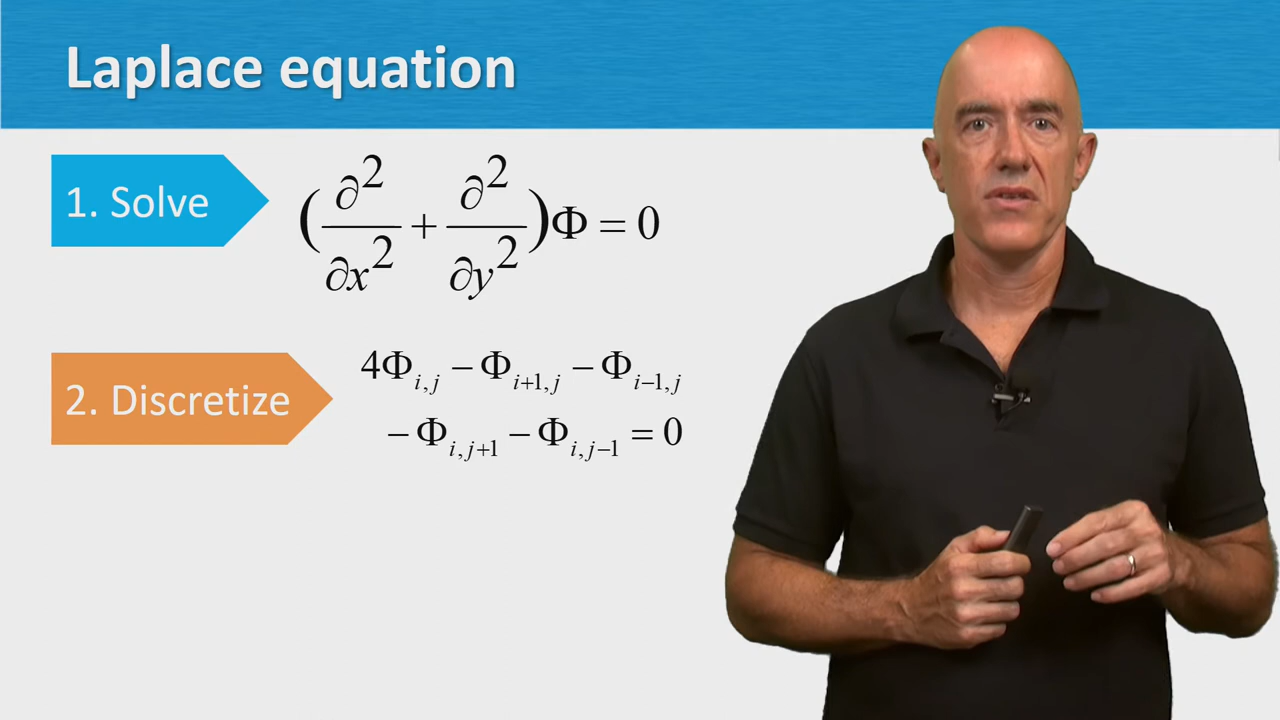 Laplace equation
1. Solve
(∂²/∂x² + ∂²/∂y²)Φ = 0
2. Discretize
4Φ_{i,j} − Φ_{i+1,j} − Φ_{i−1,j}
− Φ_{i,j+1} − Φ_{i,j−1} = 0